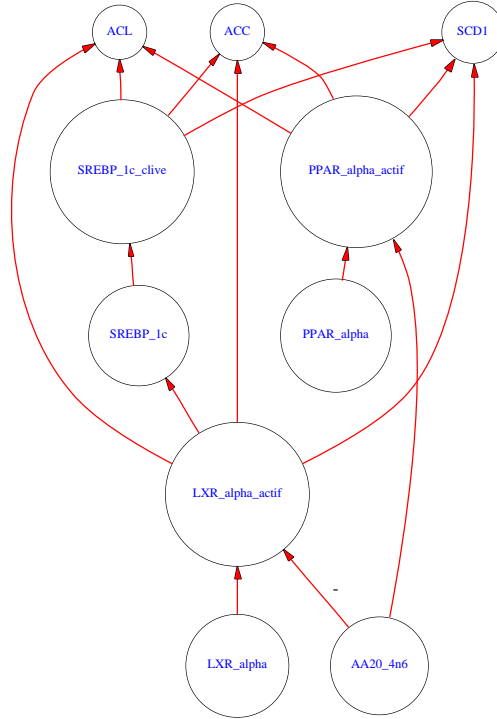 ACL
ACC
SCD1
SREBP_1c_clive
PPAR_alpha_actif
SREBP_1c
PPAR_alpha
LXR_alpha_actif
-
LXR_alpha
AA20_4n6